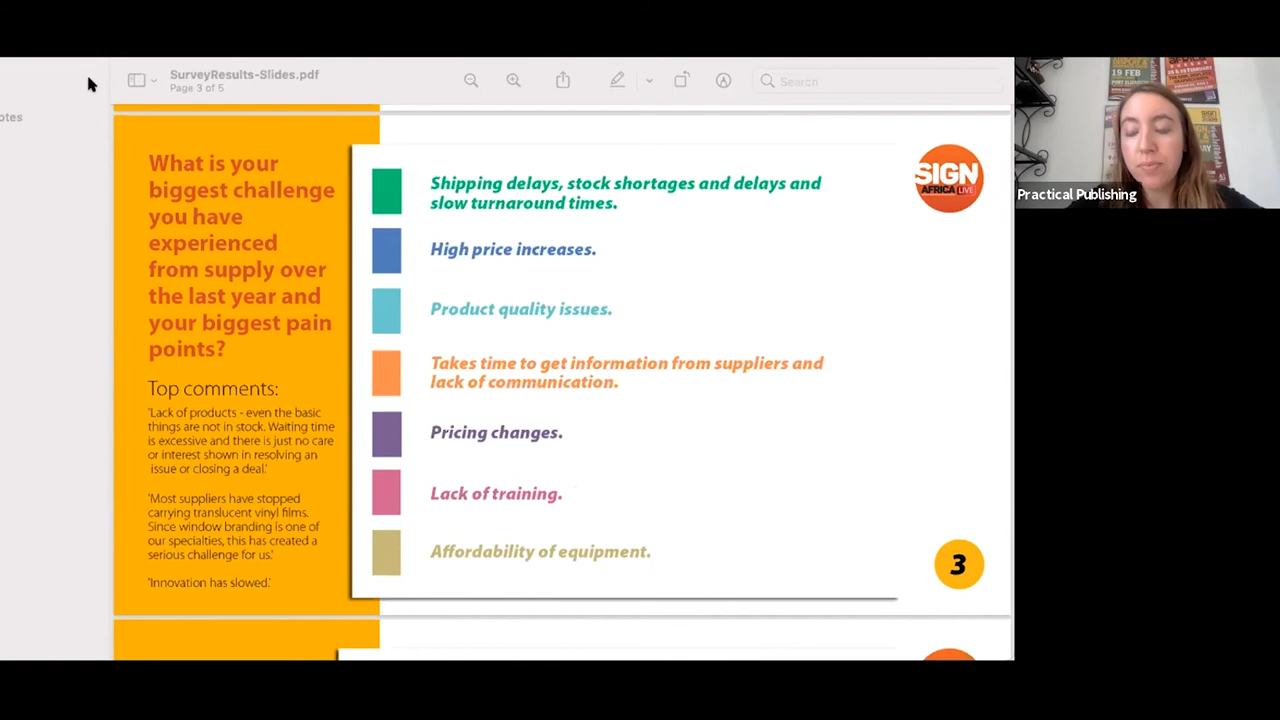 SurveyResults-Slides.pdf
Page 3 of 5
Search
otes
What is your
biggest challenge
you have
experienced
from supply over
the last year and
your biggest pain
points?
Top comments:
'Lack of products - even the basic
things are not in stock. Waiting time
is excessive and there is just no care
or interest shown in resolving an
issue or closing a deal.'
'Most suppliers have stopped
carrying translucent vinyl films.
Since window branding is one of
our specialties, this has created a
serious challenge for us.'
'Innovation has slowed.'
Shipping delays, stock shortages and delays and
slow turnaround times.
High price increases.
Product quality issues.
Takes time to get information from suppliers and
lack of communication.
Pricing changes.
Lack of training.
Affordability of equipment.
SIGN
AFRICA LIVE
3
19 FEB
Practical Publishing